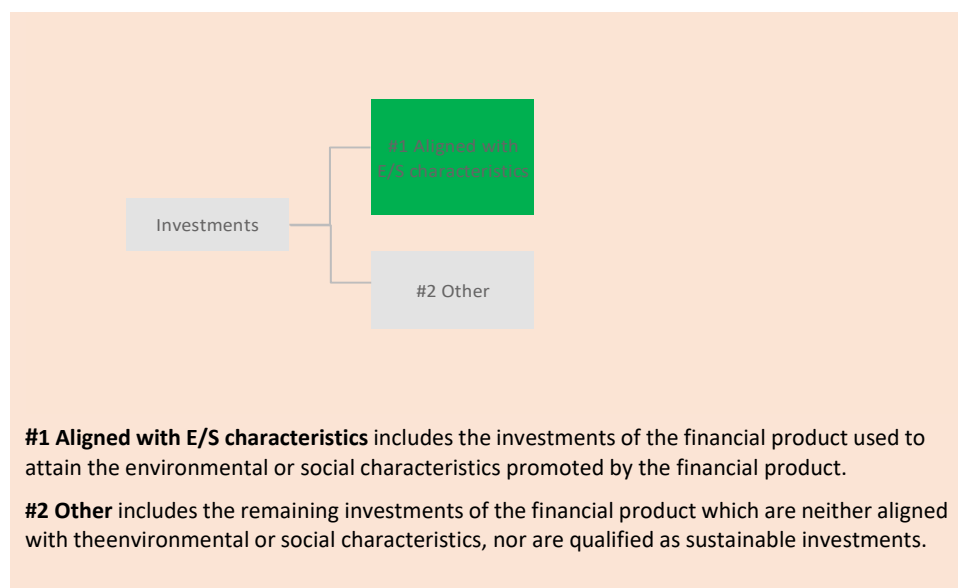 #1 Aligned with
E/S characteristics
Investments
#2 Other
#1 Aligned with E/S characteristics includes the investments of the financial product used to
attain the environmental or social characteristics promoted by the financial product.
#2 Other includes the remaining investments of the financial product which are neither aligned
with theenvironmental or social characteristics, nor are qualified as sustainable investments.